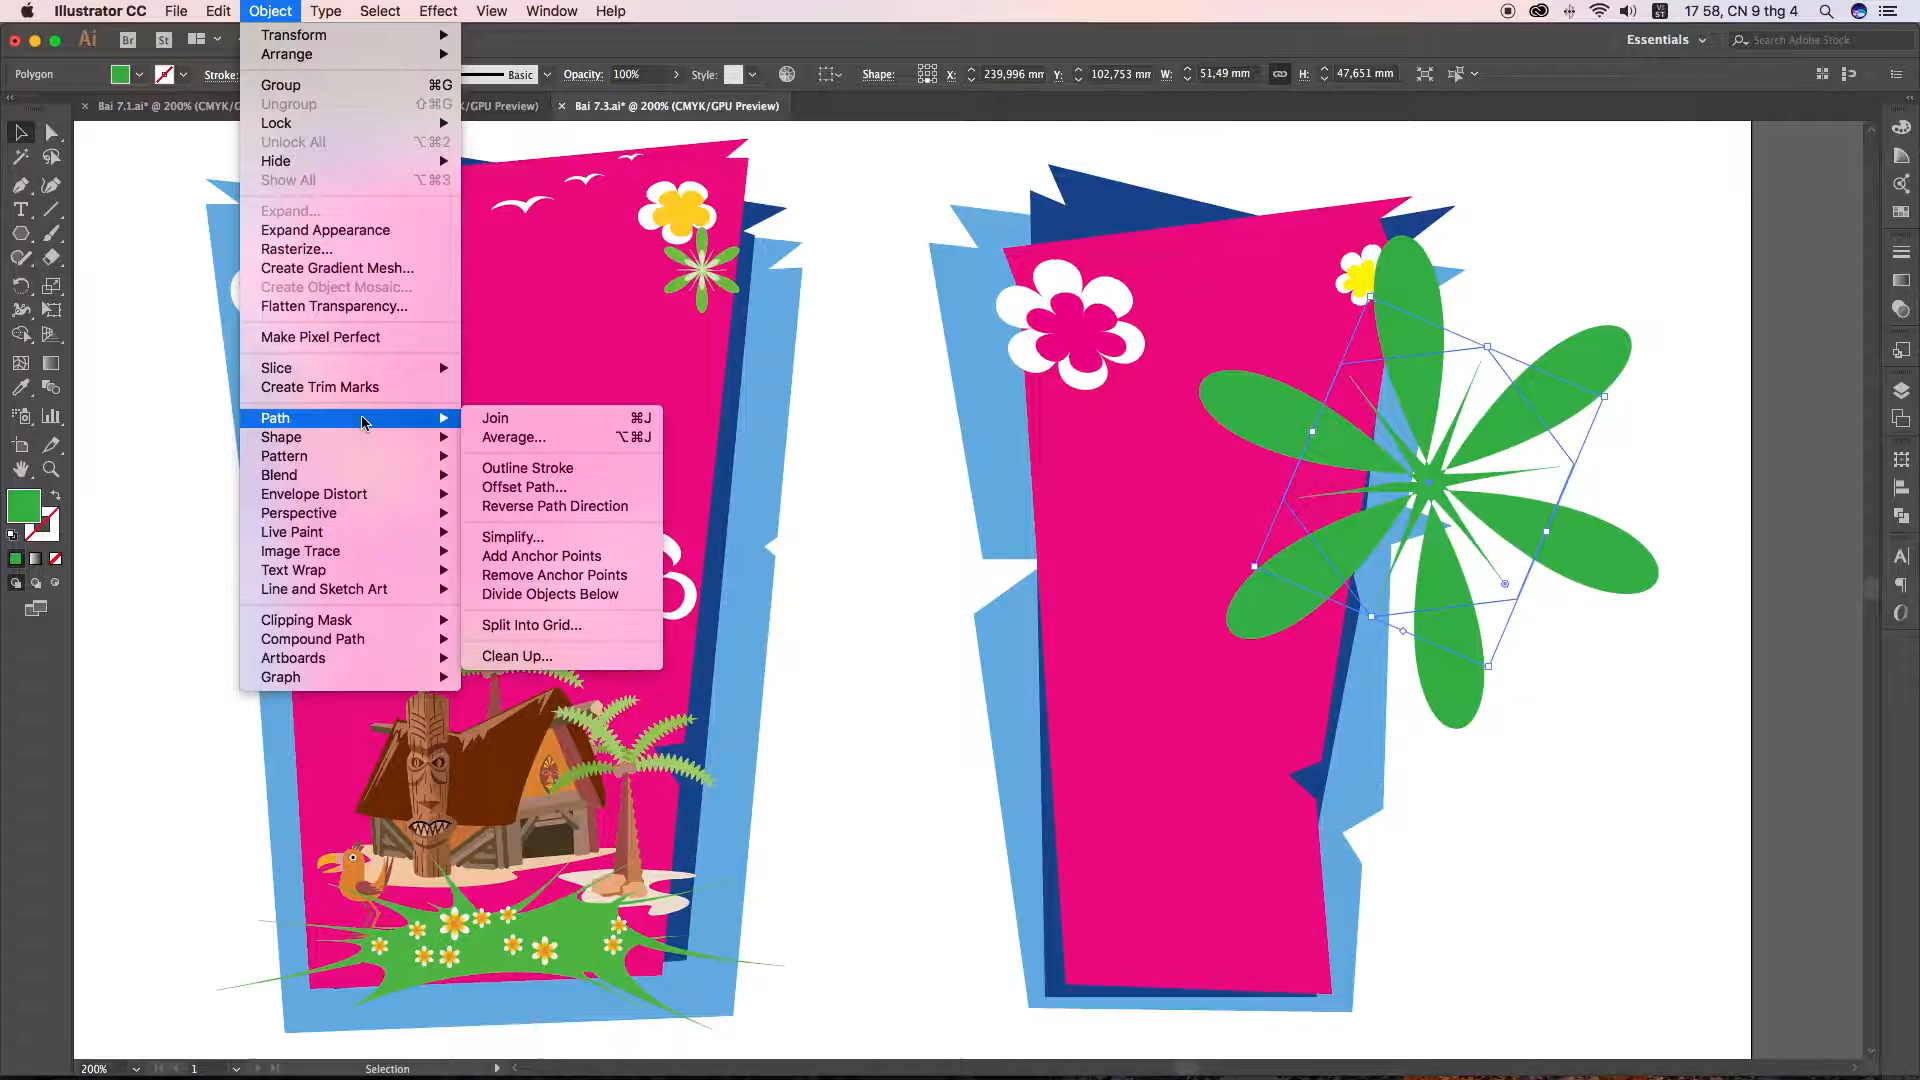 Illustrator CC File Edit Object Type Select Effect View Window Help 17 58, CN 9 thg 4
VI
ST
Ai Br St Essentials Search Adobe Stock
Polygon Stroke: Basic Opacity: 100% Style: Shape: X: 239,996 mm Y: 102,753 mm W: 51,49 mm H: 47,651 mm
Bai 7.1.ai* @ 200% (CMYK/G /GPU Preview) Bai 7.3.ai* @ 200% (CMYK/GPU Preview)
Transform
Arrange
Group ⌘G
Ungroup ⇧⌘G
Lock
Unlock All ⌥⌘2
Hide
Show All ⌥⌘3
Expand...
Expand Appearance
Rasterize...
Create Gradient Mesh...
Create Object Mosaic...
Flatten Transparency...
Make Pixel Perfect
Slice
Create Trim Marks
Path
Shape
Pattern
Blend
Envelope Distort
Perspective
Live Paint
Image Trace
Text Wrap
Line and Sketch Art
Clipping Mask
Compound Path
Artboards
Graph
Join ⌘J
Average... ⌥⌘J
Outline Stroke
Offset Path...
Reverse Path Direction
Simplify...
Add Anchor Points
Remove Anchor Points
Divide Objects Below
Split Into Grid...
Clean Up...
200% 1 Selection